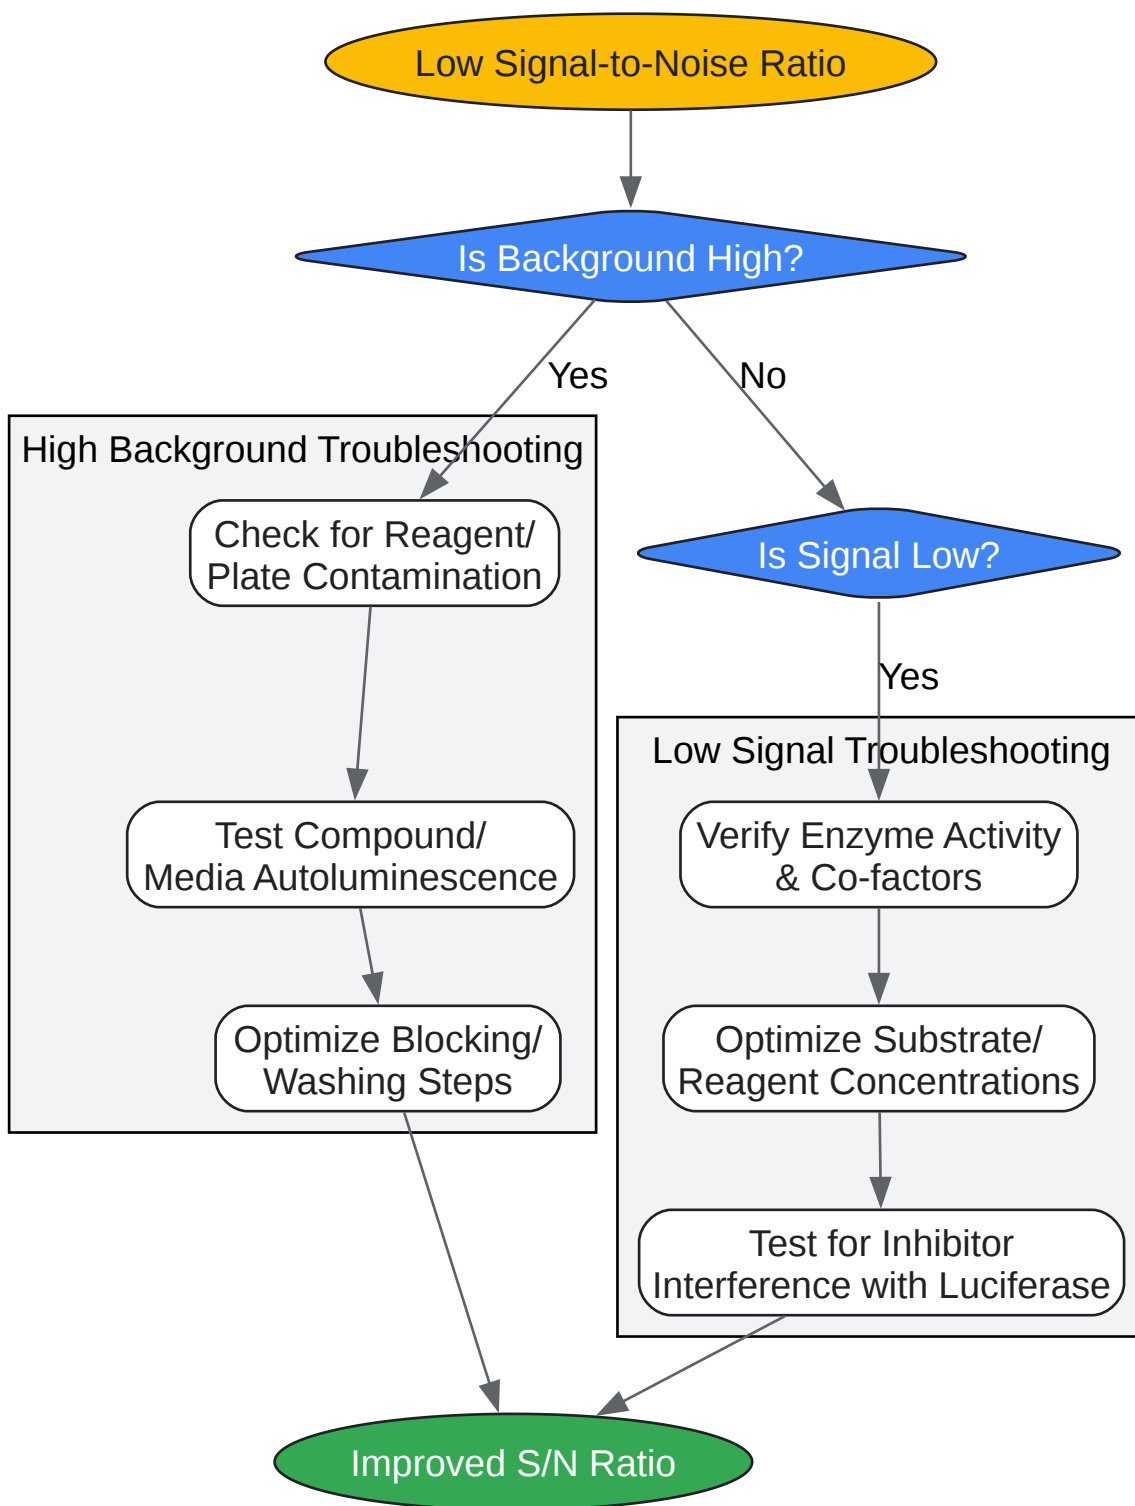 Low Signal-to-Noise Ratio
Is Background High?
Yes
No
High Background Troubleshooting
Check for Reagent/
Plate Contamination
Is Signal Low?
Yes
Low Signal Troubleshooting
Test Compound/
Media Autoluminescence
Verify Enzyme Activity
& Co-factors
Optimize Blocking/
Washing Steps
Optimize Substrate/
Reagent Concentrations
Test for Inhibitor
Interference with Luciferase
Improved S/N Ratio